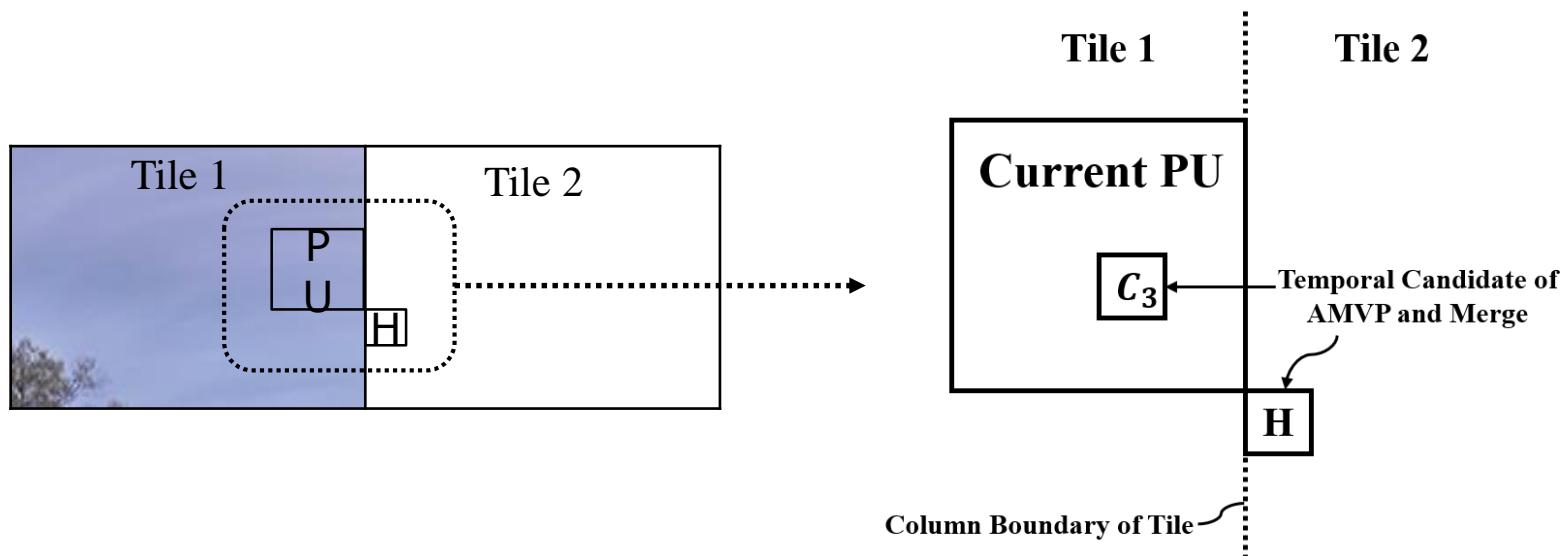 Tile 1
Tile 2
P
U
H
Tile 1
Tile 2
Current PU
C₃
Temporal Candidate of
AMVP and Merge
H
Column Boundary of Tile